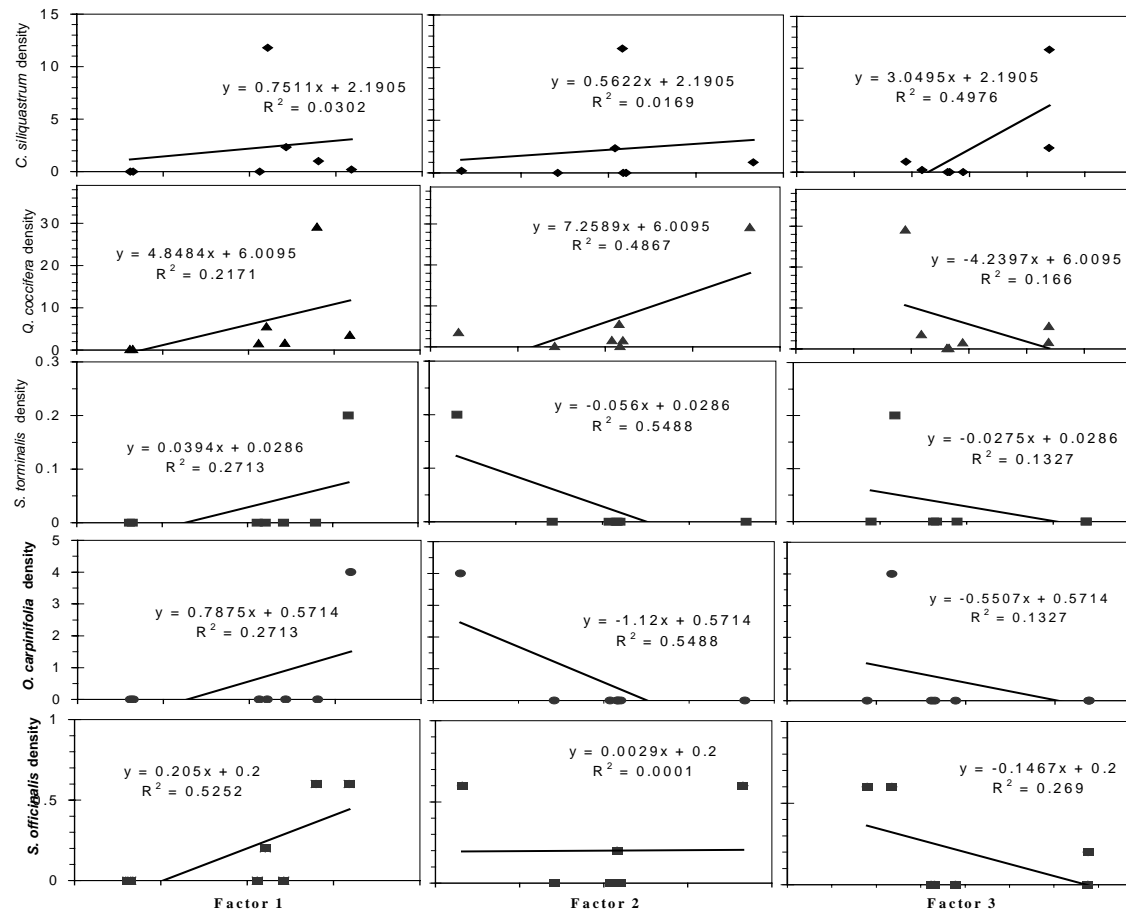 15
10
5
0
C. siliquastrum density
y = 0.7511x + 2.1905
R² = 0.0302
y = 0.5622x + 2.1905
R² = 0.0169
y = 3.0495x + 2.1905
R² = 0.4976
30
20
10
0
Q. coccifera density
y = 4.8484x + 6.0095
R² = 0.2171
y = 7.2589x + 6.0095
R² = 0.4867
y = -4.2397x + 6.0095
R² = 0.166
0.3
0.2
0.1
0
S. torminalis density
y = 0.0394x + 0.0286
R² = 0.2713
y = -0.056x + 0.0286
R² = 0.5488
y = -0.0275x + 0.0286
R² = 0.1327
5
4
3
2
1
0
O. carpinifolia density
y = 0.7875x + 0.5714
R² = 0.2713
y = -1.12x + 0.5714
R² = 0.5488
y = -0.5507x + 0.5714
R² = 0.1327
1
0.5
0
S. officinalis density
y = 0.205x + 0.2
R² = 0.5252
y = 0.0029x + 0.2
R² = 0.0001
y = -0.1467x + 0.2
R² = 0.269
Factor 1
Factor 2
Factor 3